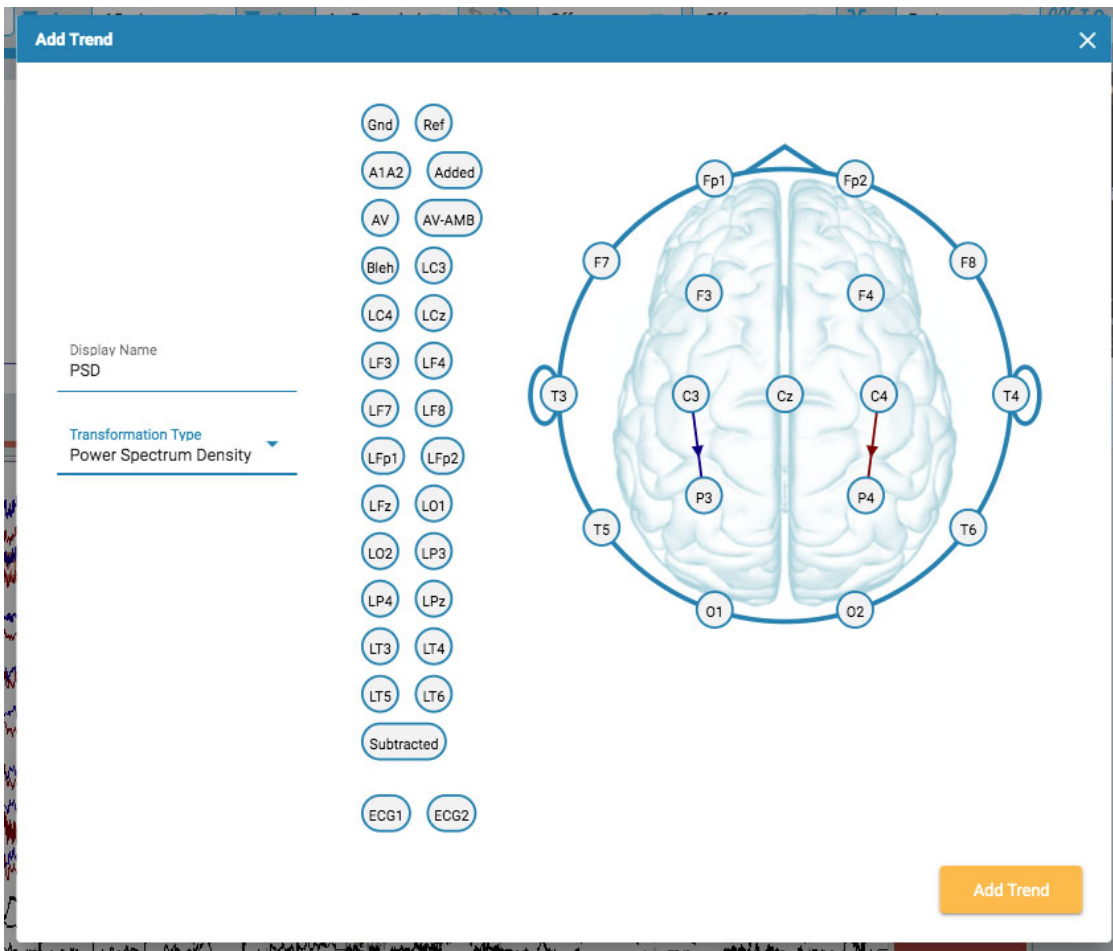 Add Trend
Gnd Ref
A1A2 Added
AV AV-AMB
Bleh LC3
LC4 LCz
LF3 LF4
LF7 LF8
LFp1 LFp2
LFz LO1
LO2 LP3
LP4 LPz
LT3 LT4
LT5 LT6
Subtracted
ECG1 ECG2
Display Name
PSD
Transformation Type
Power Spectrum Density
Fp1 Fp2
F7 F8
F3 F4
T3 C3 Cz C4 T4
P3 P4
T5 T6
O1 O2
Add Trend